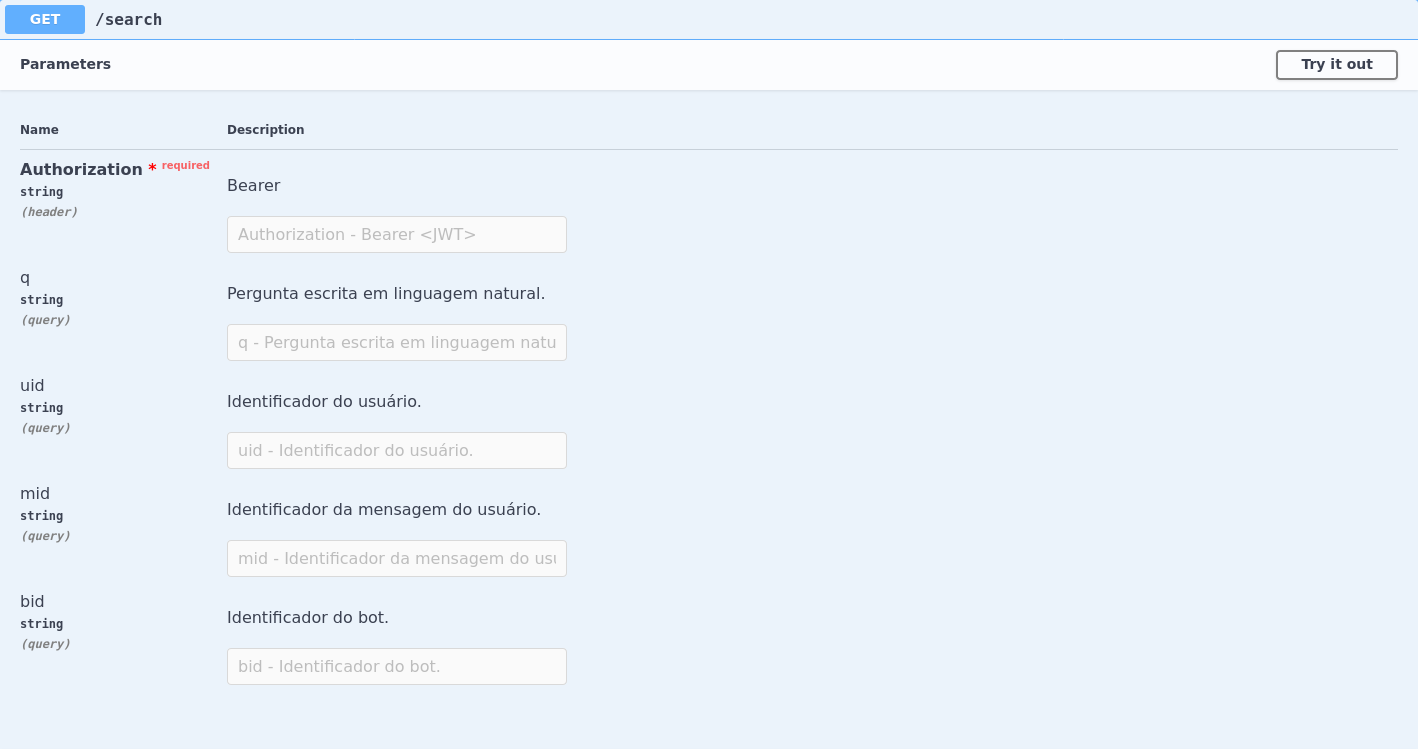 GET /search
Parameters
Try it out
Name Description
Authorization * required
string
(header)
Bearer
Authorization - Bearer <JWT>
q
string
(query)
Pergunta escrita em linguagem natural.
q - Pergunta escrita em linguagem natu
uid
string
(query)
Identificador do usuário.
uid - Identificador do usuário.
mid
string
(query)
Identificador da mensagem do usuário.
mid - Identificador da mensagem do usu
bid
string
(query)
Identificador do bot.
bid - Identificador do bot.